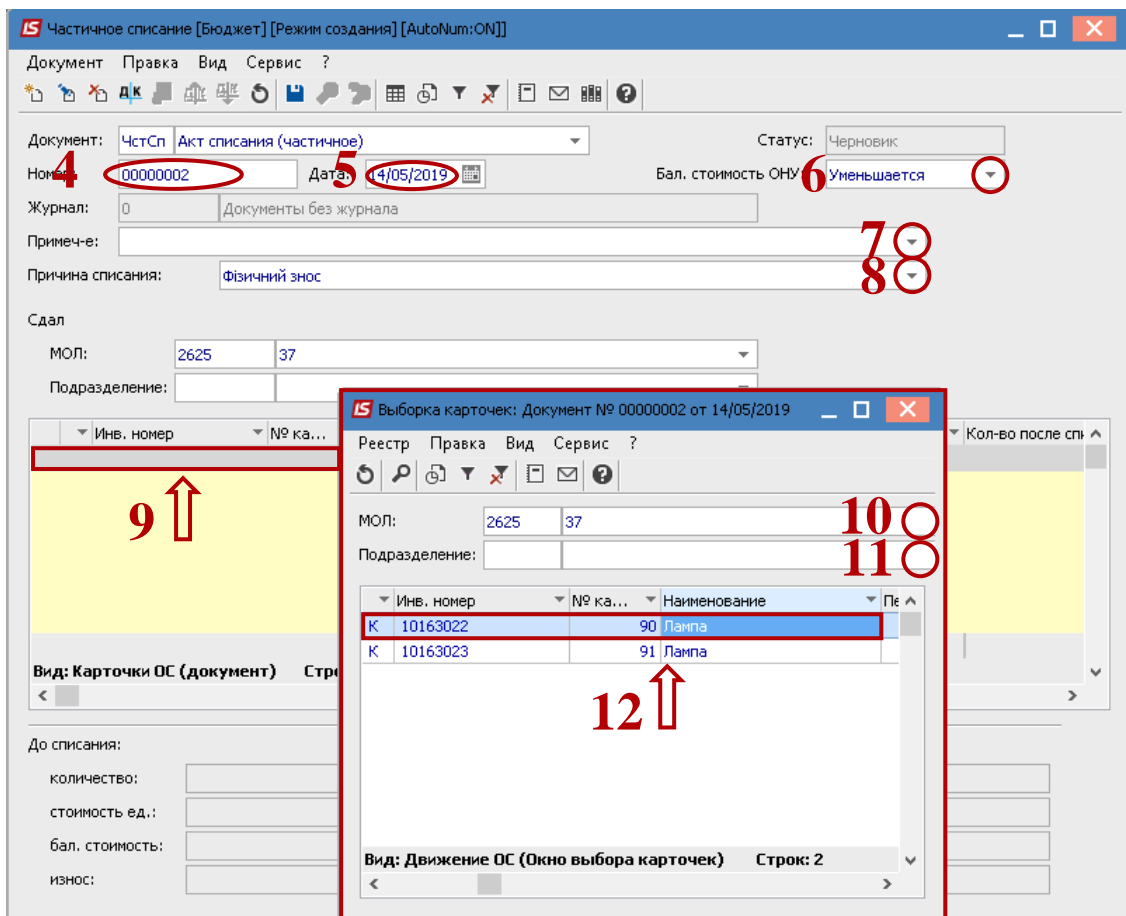 Частичное списание [Бюджет] [Режим создания] [AutoNum:ON]]
Документ Правка Вид Сервис ?
Документ: ЧстСп Акт списания (частичное) Статус: Черновик
4 00000002 5 14/05/2019 Бал. стоимость ОНУ: 6 Уменьшается
Журнал: 0 Документы без журнала
Примеч-е: 7
Причина списания: Фізичний знос 8
Сдал
МОЛ: 2625 37
Подразделение:
Инв. номер № ка... Кол-во после
9
Выборка карточек: Документ № 00000002 от 14/05/2019
Реестр Правка Вид Сервис ?
МОЛ: 2625 37 10
Подразделение: 11
Инв. номер № ка... Наименование
К 10163022 90 Лампа
К 10163023 91 Лампа
12
Вид: Движение ОС (Окно выбора карточек) Строк: 2
Вид: Карточки ОС (документ)
До списания:
количество:
стоимость ед.:
бал. стоимость:
износ: